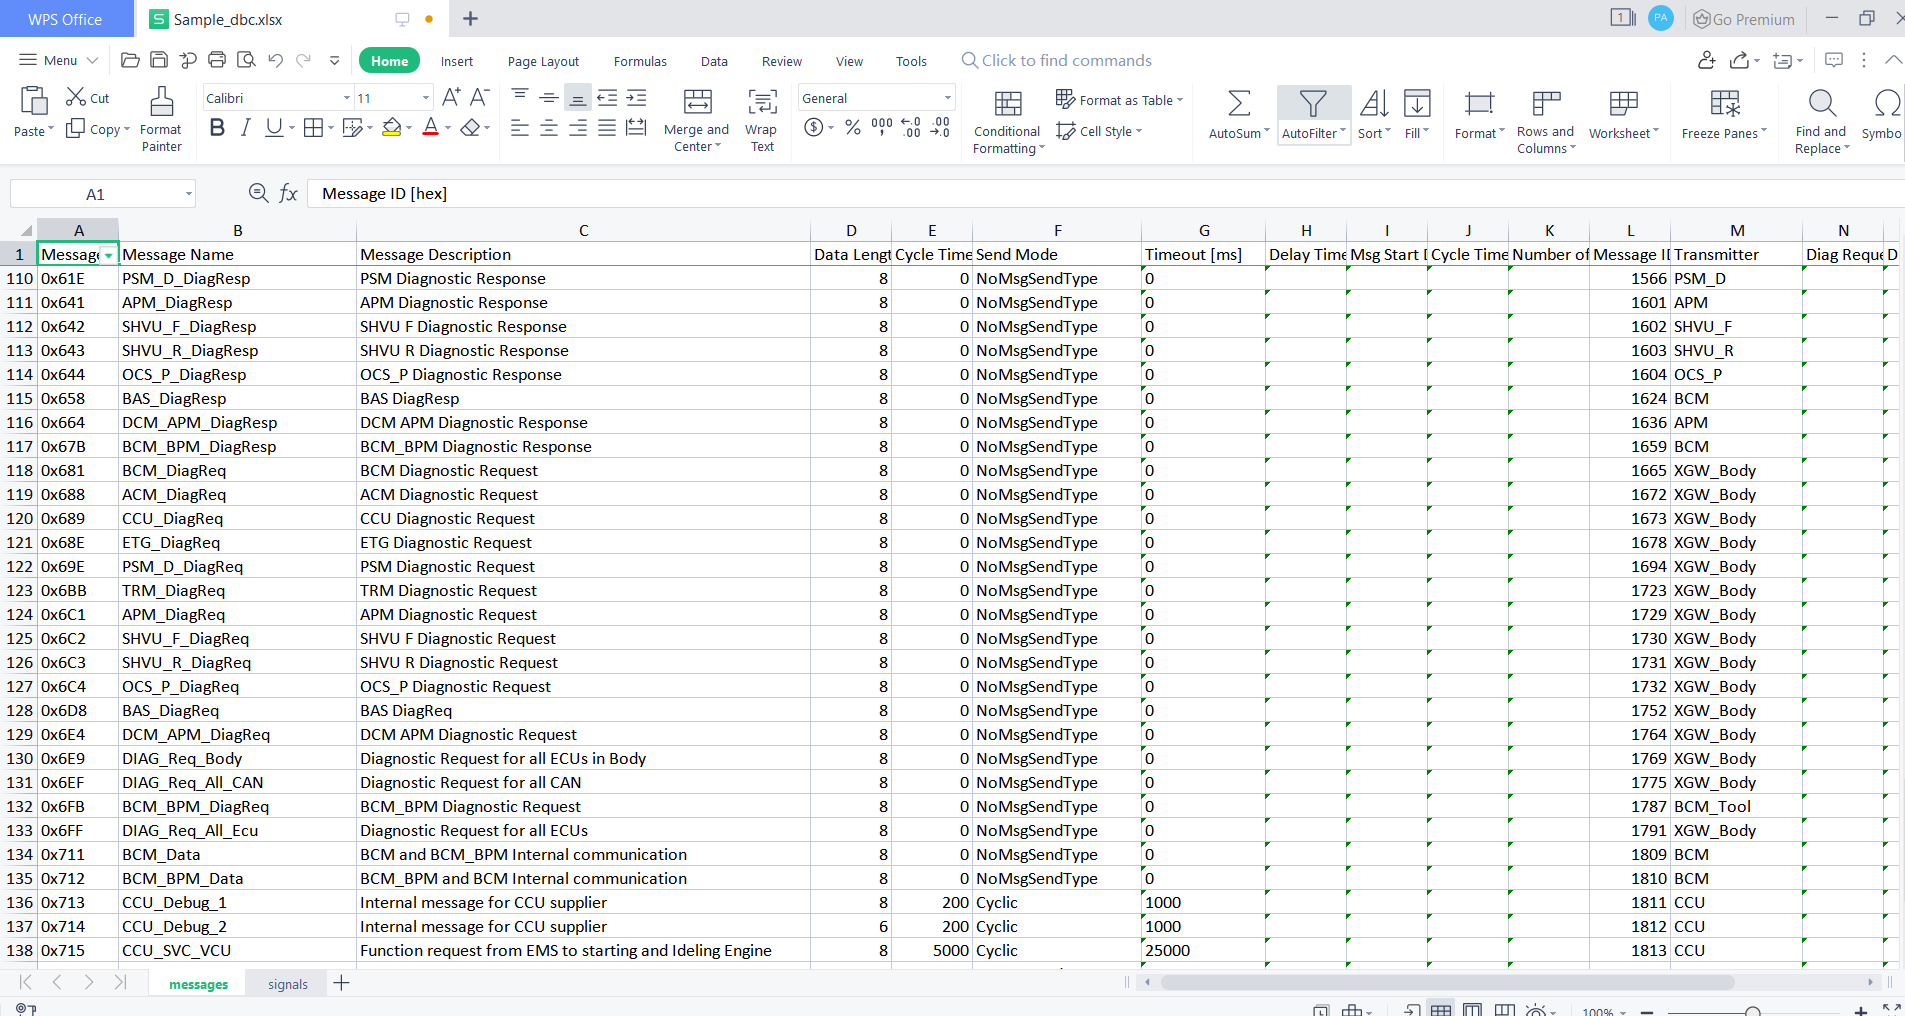 WPS Office Sample_dbc.xlsx 1 PA Go Premium
Menu Home Insert Page Layout Formulas Data Review View Tools Click to find commands
Paste Cut Copy Format Painter Calibri 11 A+ A- Merge and Center Wrap Text General Conditional Formatting Format as Table Cell Style AutoSum AutoFilter Sort Fill Format Rows and Columns Worksheet Freeze Panes Find and Replace Symbo
A1 fx Message ID [hex]
A B C D E F G H I J K L M N
1 Message Message Name Message Description Data Lengt Cycle Time Send Mode Timeout [ms] Delay Time Msg Start Cycle Time Number of Message Transmitter Diag Reque D
110 0x61E PSM_D_DiagResp PSM Diagnostic Response 8 0 NoMsgSendType 0 1566 PSM_D
111 0x641 APM_DiagResp APM Diagnostic Response 8 0 NoMsgSendType 0 1601 APM
112 0x642 SHVU_F_DiagResp SHVU F Diagnostic Response 8 0 NoMsgSendType 0 1602 SHVU_F
113 0x643 SHVU_R_DiagResp SHVU R Diagnostic Response 8 0 NoMsgSendType 0 1603 SHVU_R
114 0x644 OCS_P_DiagResp OCS_P Diagnostic Response 8 0 NoMsgSendType 0 1604 OCS_P
115 0x658 BAS_DiagResp BAS DiagResp 8 0 NoMsgSendType 0 1624 BCM
116 0x664 DCM_APM_DiagResp DCM APM Diagnostic Response 8 0 NoMsgSendType 0 1636 APM
117 0x67B BCM_BPM_DiagResp BCM_BPM Diagnostic Response 8 0 NoMsgSendType 0 1659 BCM
118 0x681 BCM_DiagReq BCM Diagnostic Request 8 0 NoMsgSendType 0 1665 XGW_Body
119 0x688 ACM_DiagReq ACM Diagnostic Request 8 0 NoMsgSendType 0 1672 XGW_Body
120 0x689 CCU_DiagReq CCU Diagnostic Request 8 0 NoMsgSendType 0 1673 XGW_Body
121 0x68E ETG_DiagReq ETG Diagnostic Request 8 0 NoMsgSendType 0 1678 XGW_Body
122 0x69E PSM_D_DiagReq PSM Diagnostic Request 8 0 NoMsgSendType 0 1694 XGW_Body
123 0x6BB TRM_DiagReq TRM Diagnostic Request 8 0 NoMsgSendType 0 1723 XGW_Body
124 0x6C1 APM_DiagReq APM Diagnostic Request 8 0 NoMsgSendType 0 1729 XGW_Body
125 0x6C2 SHVU_F_DiagReq SHVU F Diagnostic Request 8 0 NoMsgSendType 0 1730 XGW_Body
126 0x6C3 SHVU_R_DiagReq SHVU R Diagnostic Request 8 0 NoMsgSendType 0 1731 XGW_Body
127 0x6C4 OCS_P_DiagReq OCS_P Diagnostic Request 8 0 NoMsgSendType 0 1732 XGW_Body
128 0x6D8 BAS_DiagReq BAS DiagReq 8 0 NoMsgSendType 0 1752 XGW_Body
129 0x6E4 DCM_APM_DiagReq DCM APM Diagnostic Request 8 0 NoMsgSendType 0 1764 XGW_Body
130 0x6E9 DIAG_Req_Body Diagnostic Request for all ECUs in Body 8 0 NoMsgSendType 0 1769 XGW_Body
131 0x6EF DIAG_Req_All_CAN Diagnostic Request for all CAN 8 0 NoMsgSendType 0 1775 XGW_Body
132 0x6FB BCM_BPM_DiagReq BCM_BPM Diagnostic Request 8 0 NoMsgSendType 0 1787 BCM_Tool
133 0x6FF DIAG_Req_All_Ecu Diagnostic Request for all ECUs 8 0 NoMsgSendType 0 1791 XGW_Body
134 0x711 BCM_Data BCM and BCM_BPM Internal communication 8 0 NoMsgSendType 0 1809 BCM
135 0x712 BCM_BPM_Data BCM_BPM and BCM Internal communication 8 0 NoMsgSendType 0 1810 BCM
136 0x713 CCU_Debug_1 Internal message for CCU supplier 8 200 Cyclic 1000 1811 CCU
137 0x714 CCU_Debug_2 Internal message for CCU supplier 6 200 Cyclic 1000 1812 CCU
138 0x715 CCU_SVC_VCU Function request from EMS to starting and Ideling Engine 8 5000 Cyclic 25000 1813 CCU
messages signals
100%